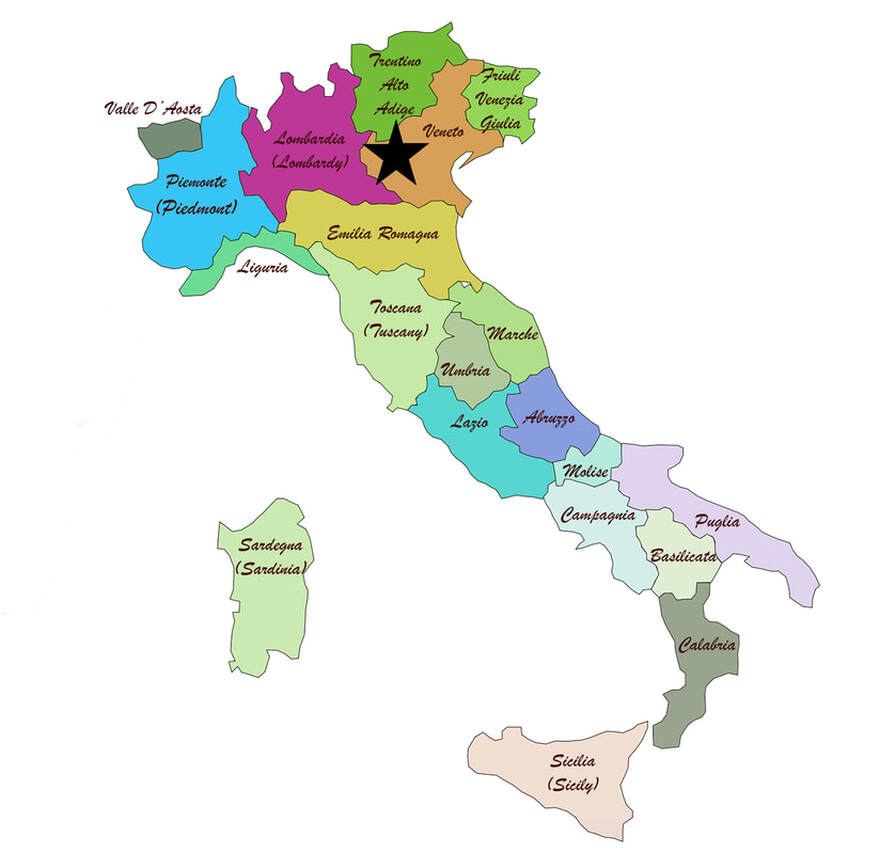 Trentino
Alto
Adige
Friuli
Venezia
Giulia
Valle D'Aosta
Veneto
Lombardia
(Lombardy)
Piemonte
(Piedmont)
Emilia Romagna
Liguria
Toscana
(Tuscany)
Marche
Umbria
Lazio
Abruzzo
Molise
Campagnia
Puglia
Basilicata
Sardegna
(Sardinia)
Calabria
Sicilia
(Sicily)